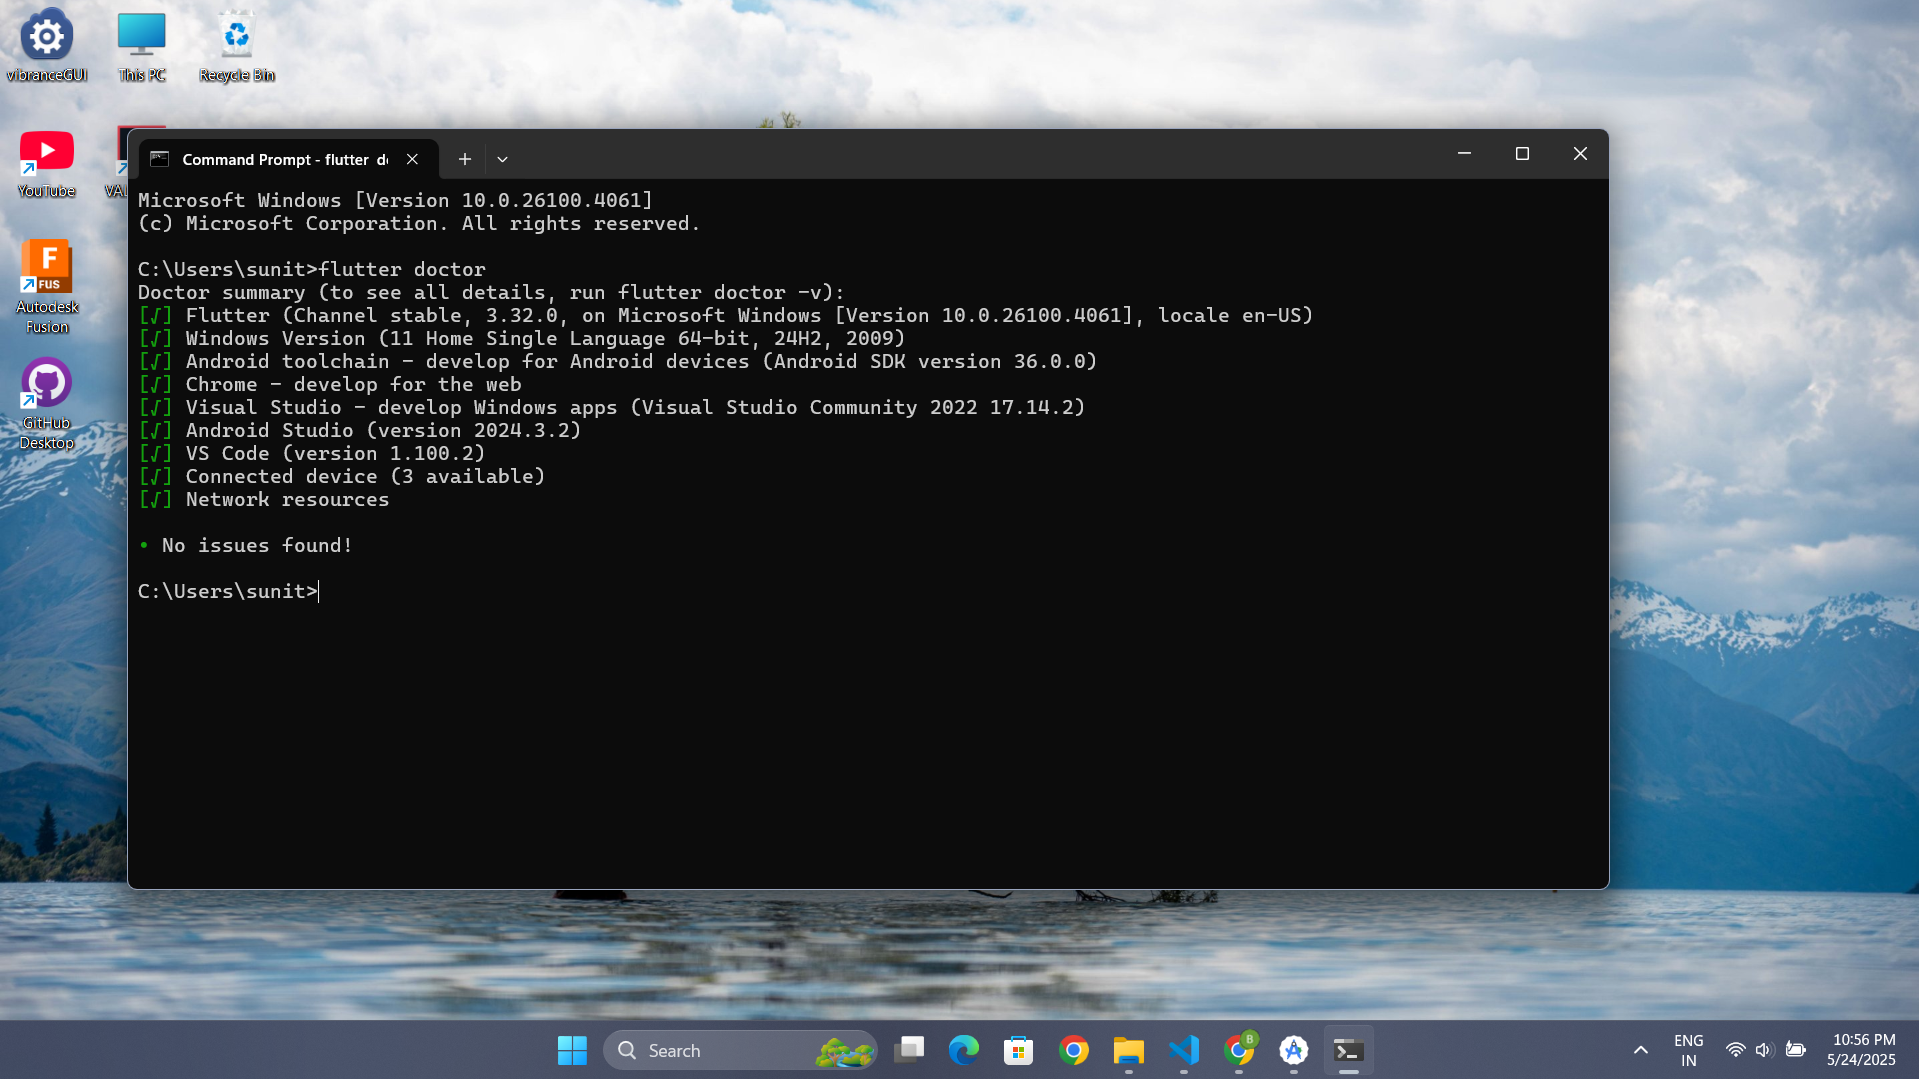 vibranceGUI
This PC
Recycle Bin
YouTube
F
FUS
Autodesk
Fusion
GitHub
Desktop
Command Prompt - flutter
Microsoft Windows [Version 10.0.26100.4061]
(c) Microsoft Corporation. All rights reserved.
C:\Users\sunit>flutter doctor
Doctor summary (to see all details, run flutter doctor -v):
[√] Flutter (Channel stable, 3.32.0, on Microsoft Windows [Version 10.0.26100.4061], locale en-US)
[√] Windows Version (11 Home Single Language 64-bit, 24H2, 2009)
[√] Android toolchain - develop for Android devices (Android SDK version 36.0.0)
[√] Chrome - develop for the web
[√] Visual Studio - develop Windows apps (Visual Studio Community 2022 17.14.2)
[√] Android Studio (version 2024.3.2)
[√] VS Code (version 1.100.2)
[√] Connected device (3 available)
[√] Network resources
• No issues found!
C:\Users\sunit>
Search
B
ENG
IN
10:56 PM
5/24/2025